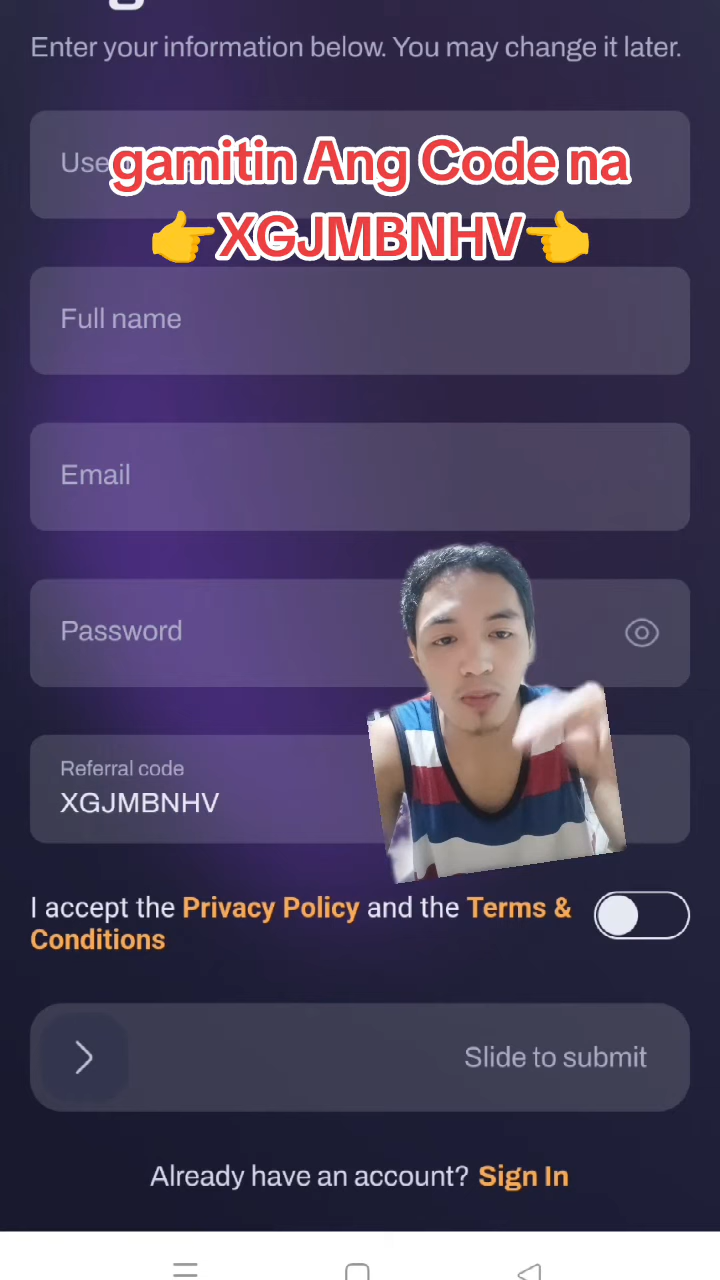 Enter your information below. You may change it later.
gamitin Ang Code na
👉XGJMBNHV👈
Full name
Email
Password
Referral code
XGJMBNHV
I accept the Privacy Policy and the Terms &
Conditions
Slide to submit
Already have an account? Sign In